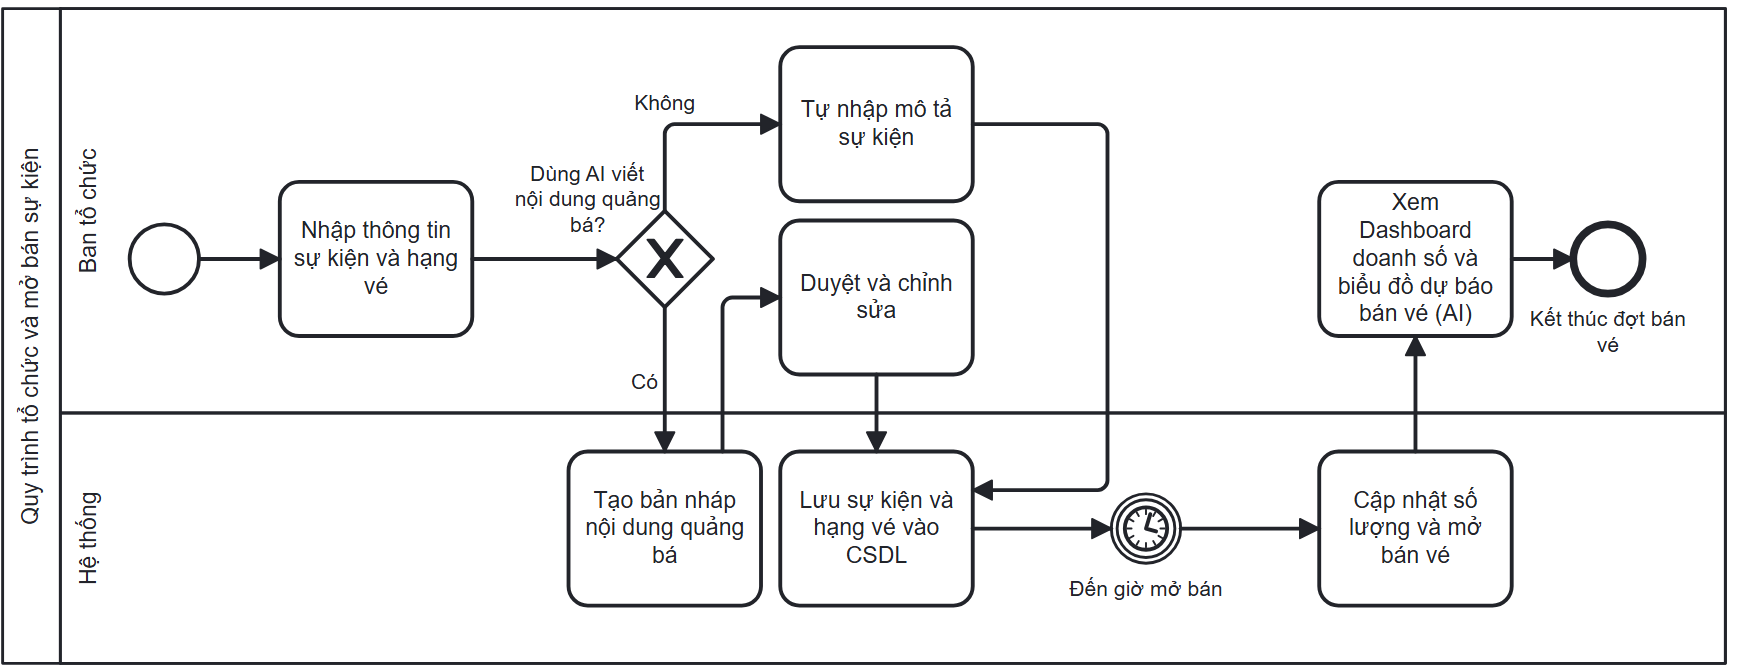 Quy trình tổ chức và mở bán sự kiện
Ban tổ chức
Nhập thông tin
sự kiện và hạng
vé
Dùng AI viết
nội dung quảng
bá?
Không
Có
Tự nhập mô tả
sự kiện
Duyệt và chỉnh
sửa
Xem
Dashboard
doanh số và
biểu đồ dự báo
bán vé (AI)
Kết thúc đợt bán
vé
Hệ thống
Tạo bản nháp
nội dung quảng
bá
Lưu sự kiện và
hạng vé vào
CSDL
Đến giờ mở bán
Cập nhật số
lượng và mở
bán vé